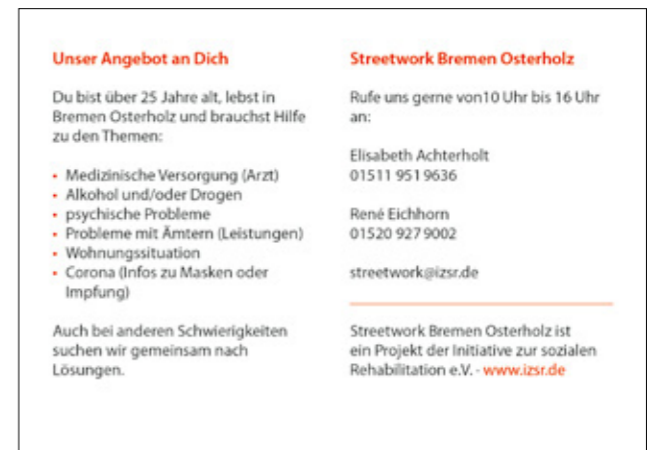 Unser Angebot an Dich
Du bist über 25 Jahre alt, lebst in
Bremen Osterholz und brauchst Hilfe
zu den Themen:
• Medizinische Versorgung (Arzt)
• Alkohol und/oder Drogen
• psychische Probleme
• Probleme mit Ämtern (Leistungen)
• Wohnungssituation
• Corona (Infos zu Masken oder
Impfung)
Auch bei anderen Schwierigkeiten
suchen wir gemeinsam nach
Lösungen.
Streetwork Bremen Osterholz
Rufe uns gerne von10 Uhr bis 16 Uhr
an:
Elisabeth Achterholt
01511 951 9636
René Eichhorn
01520 927 9002
streetwork@izsr.de
Streetwork Bremen Osterholz ist
ein Projekt der Initiative zur sozialen
Rehabilitation e.V. - www.izsr.de